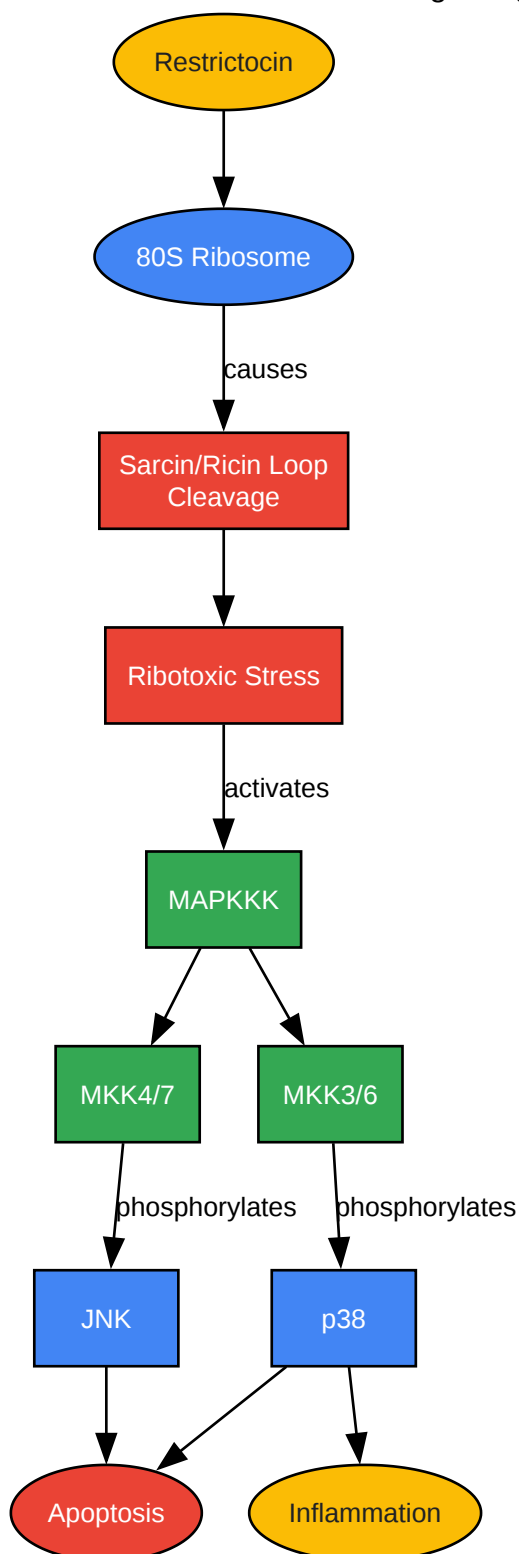 Restrictocin
80S Ribosome
causes
Sarcin/Ricin Loop
Cleavage
Ribotoxic Stress
activates
MAPKKK
MKK4/7
MKK3/6
phosphorylates
phosphorylates
JNK
p38
Apoptosis
Inflammation